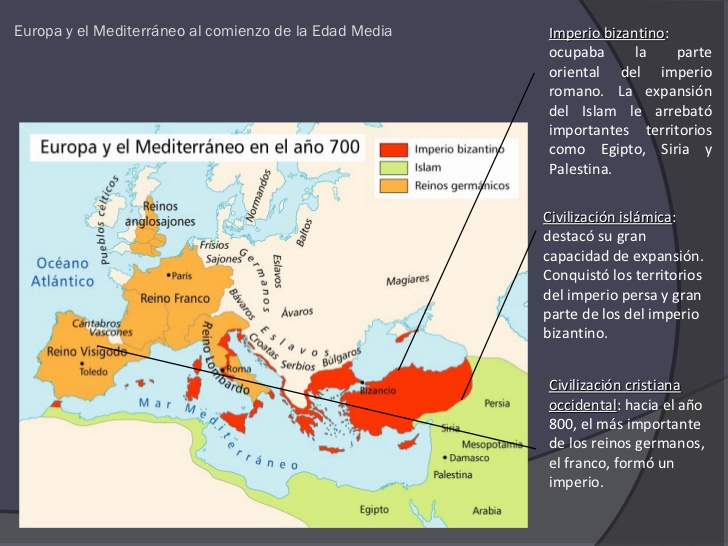 Europa y el Mediterráneo al comienzo de la Edad Media
Imperio bizantino:
ocupaba la parte
oriental del imperio
romano. La expansión
del Islam le arrebató
importantes territorios
como Egipto, Siria y
Palestina.
Civilización islámica:
destacó su gran
capacidad de expansión.
Conquistó los territorios
del imperio persa y gran
parte de los del imperio
bizantino.
Civilización cristiana
occidental: hacia el año
800, el más importante
de los reinos germanos,
el franco, formó un
imperio.
Europa y el Mediterráneo en el año 700
Imperio bizantino
Islam
Reinos germánicos
Pueblos célticos
Reinos
anglosajones
Normandos
Baltos
Frisios
Sajones
Germanos
Eslavos
Océano
Atlántico
París
Reino Franco
Bávaros
Ávaros
Magiares
Eslavos
Croatas
Serbios
Búlgaros
Cántabros
Vascones
Reino Visigodo
Toledo
Reino Lombardo
Roma
Bizancio
Mar Mediterráneo
Persia
Siria
Mesopotamia
Damasco
Palestina
Egipto
Arabia